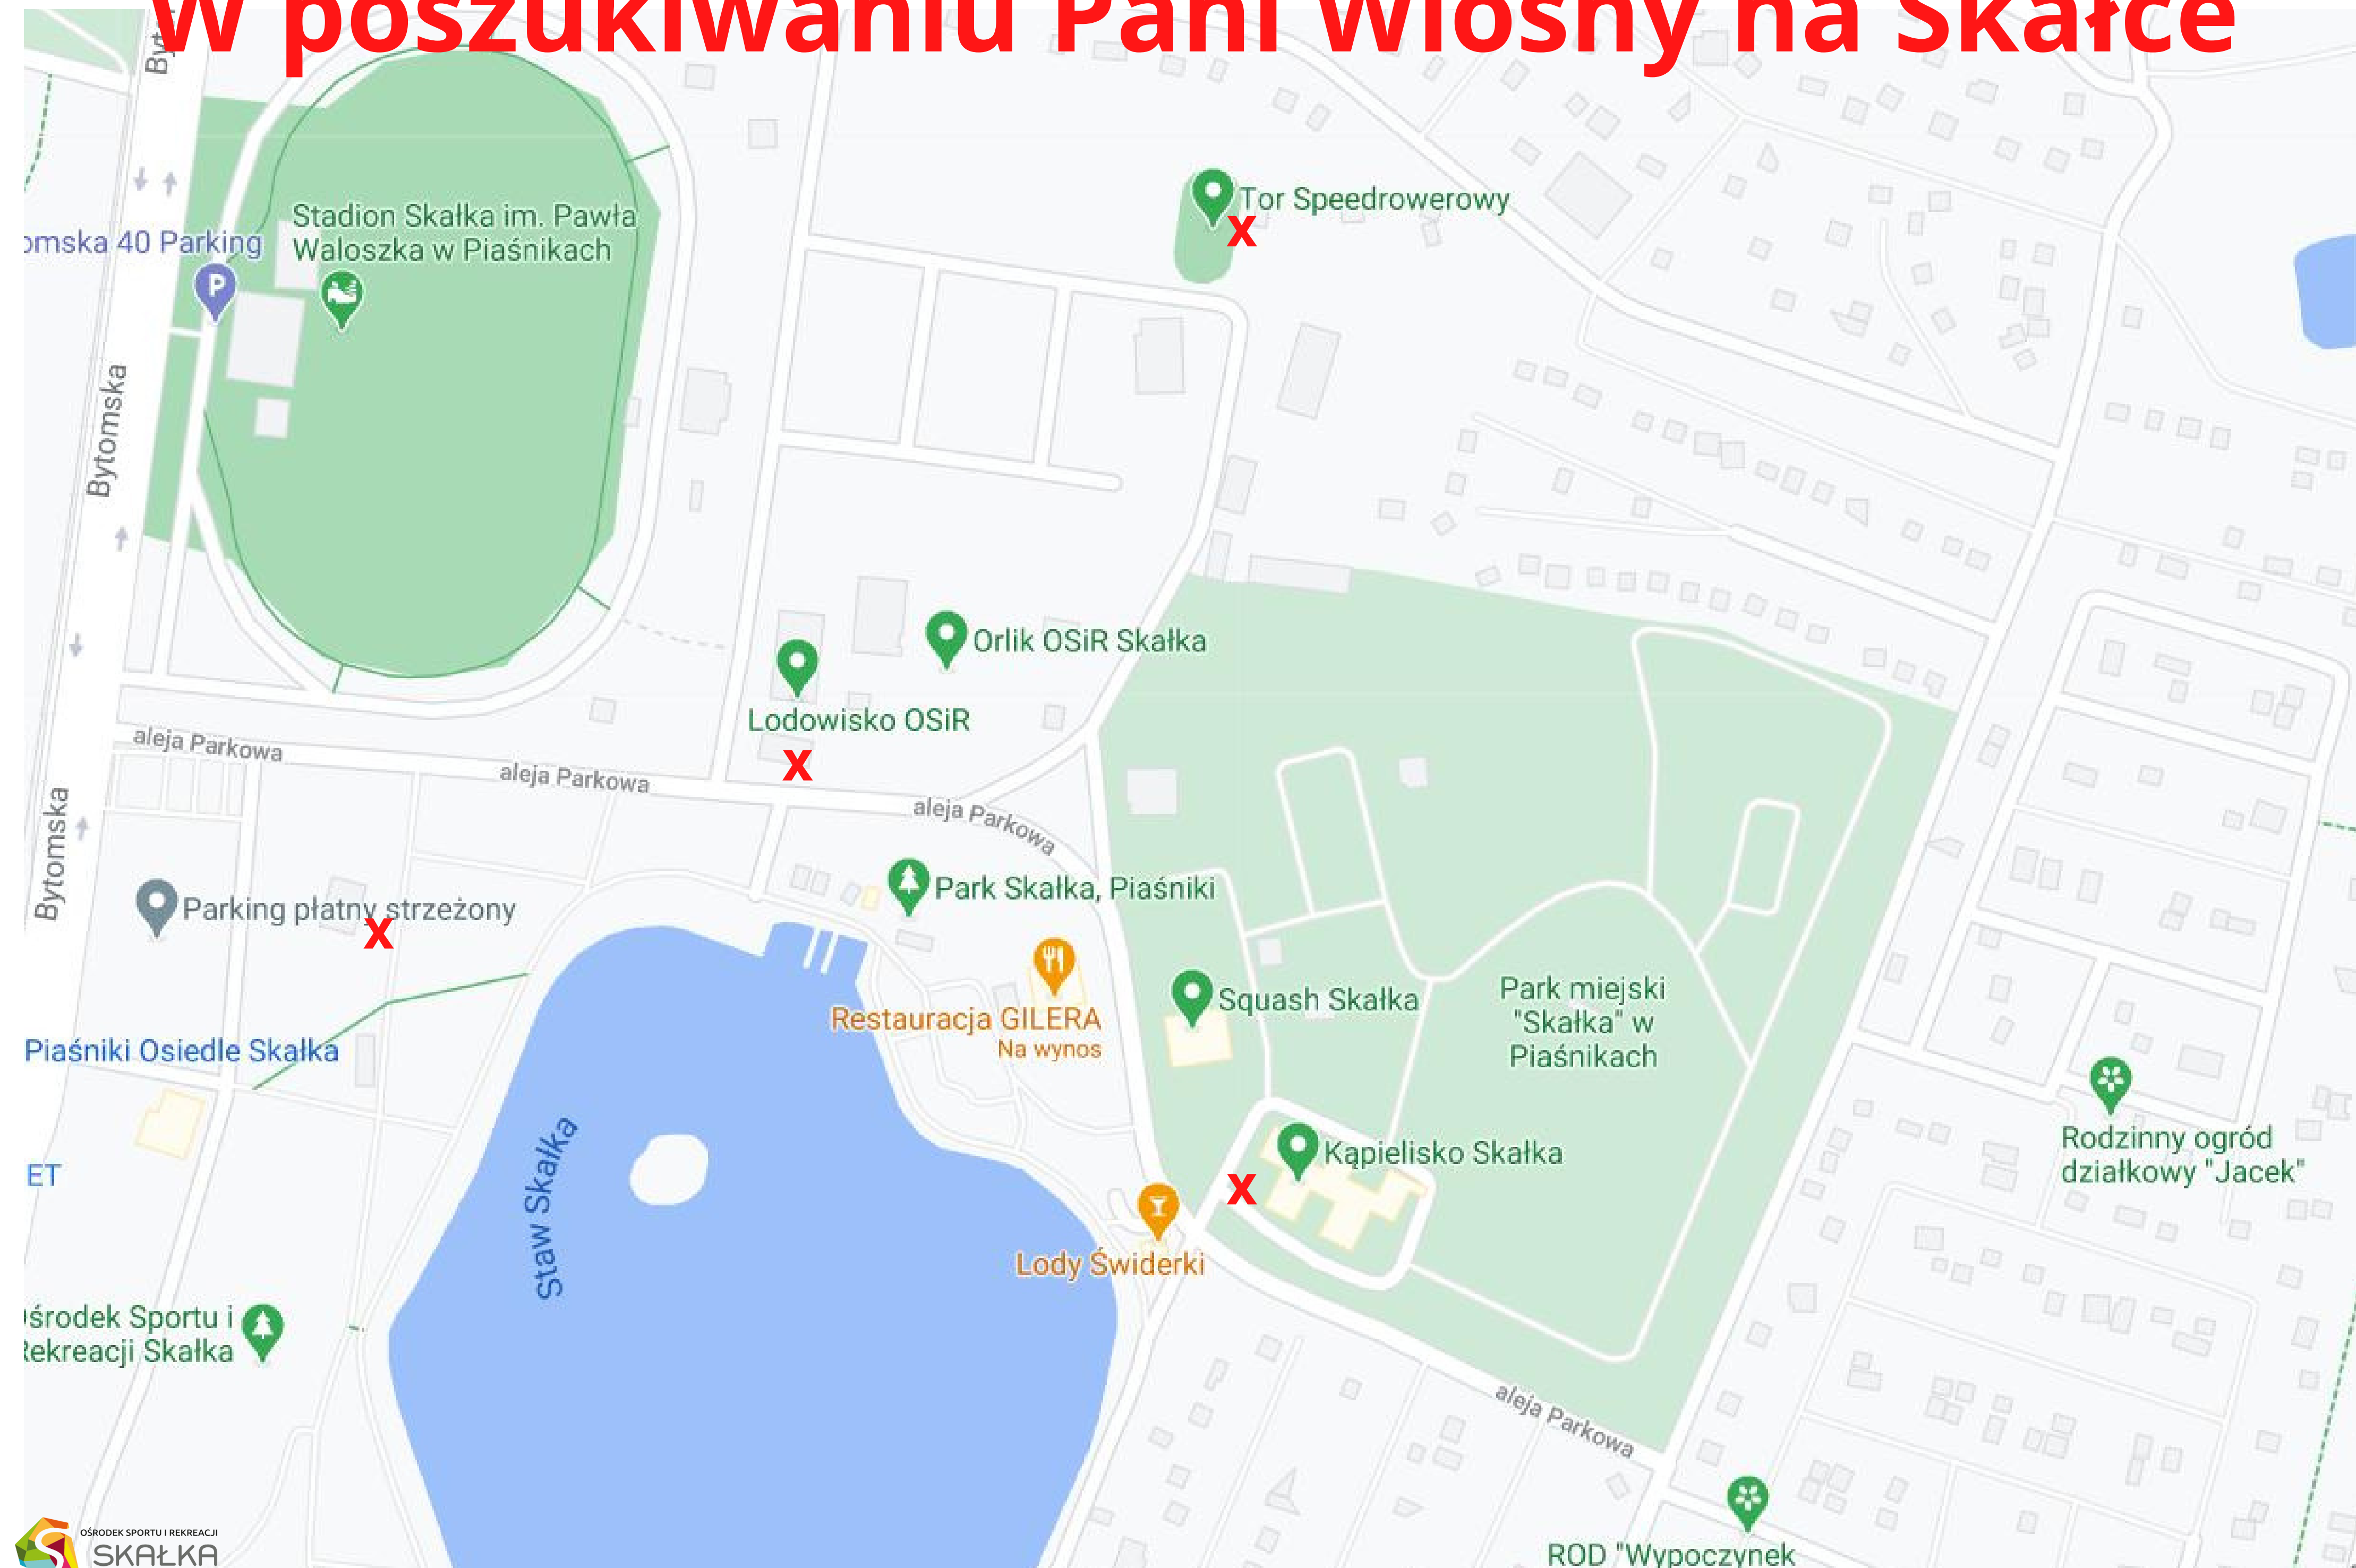 W poszukiwaniu Pani Wiosny na Skałce
Byt
Tor Speedrowerowy
x
Stadion Skałka im. Pawła
Waloszka w Piaśnikach
omska 40 Parking
P
Bytomska
Orlik OSiR Skałka
Lodowisko OSiR
x
aleja Parkowa
aleja Parkowa
aleja Parkowa
Bytomska
Park Skałka, Piaśniki
Parking płatny strzeżony
x
Restauracja GILERA
Na wynos
Squash Skałka
Park miejski
"Skałka" w
Piaśnikach
Piaśniki Osiedle Skałka
Rodzinny ogród
działkowy "Jacek"
Kąpielisko Skałka
x
ET
Staw Skałka
Lody Świderki
Ośrodek Sportu i
Rekreacji Skałka
aleja Parkowa
OŚRODEK SPORTU I REKREACJI
SKAŁKA
ROD "Wypoczynek